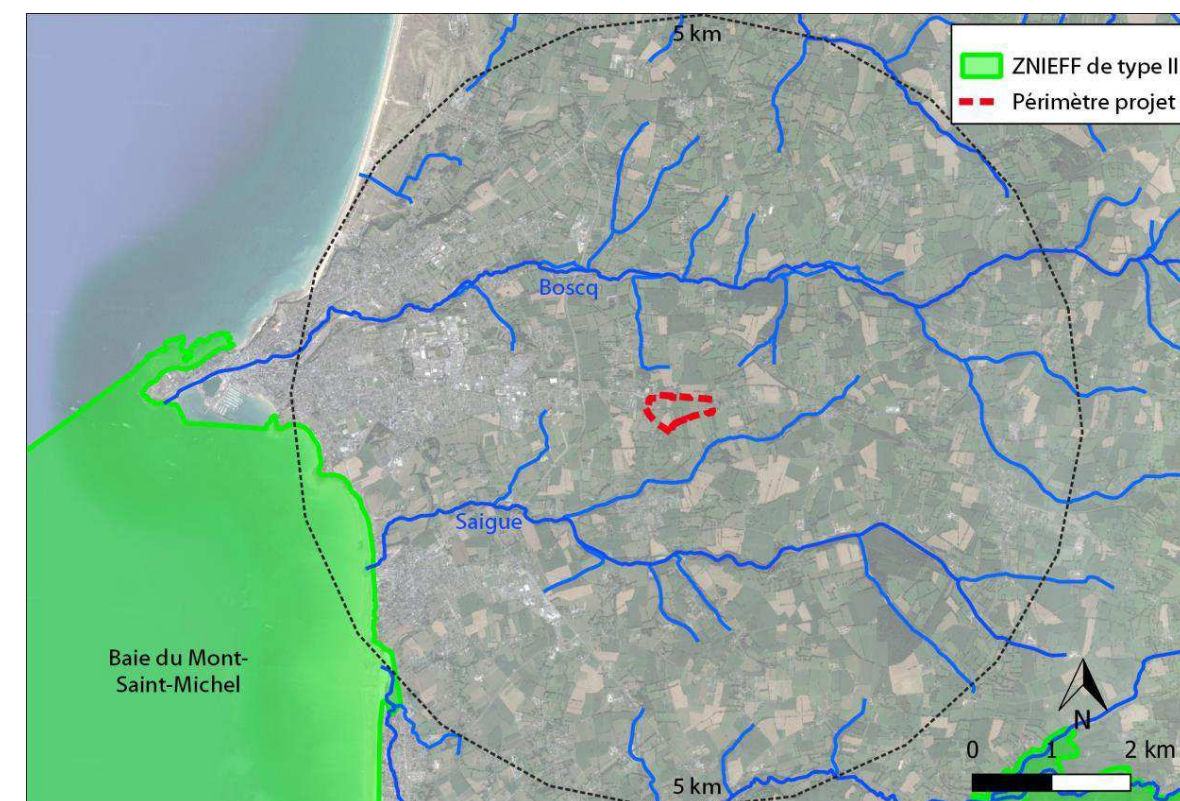 5 km
ZNIEFF de type II
Périmètre projet
Boscq
Saigue
Baie du Mont-
Saint-Michel
N
0 1 2 km
5 km